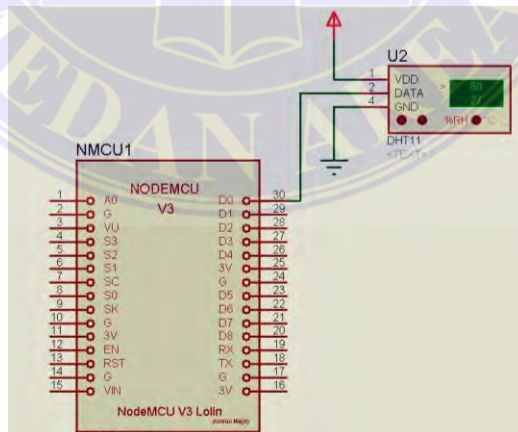 MEDAN AREA
U2
1 VDD
2 DATA
4 GND
>
80
%RH °C
DHT11
<TEXT>
NMCU1
NODEMCU
V3
1 A0 D0 30
2 G D1 29
3 VU D2 28
4 S3 D3 27
5 S2 D4 26
6 S1 3V 25
7 SC G 24
8 S0 D5 23
9 SK D6 22
10 G D7 21
11 3V D8 20
12 EN RX 19
13 RST TX 18
14 G G 17
15 VIN 3V 16
NodeMCU V3 Lolin